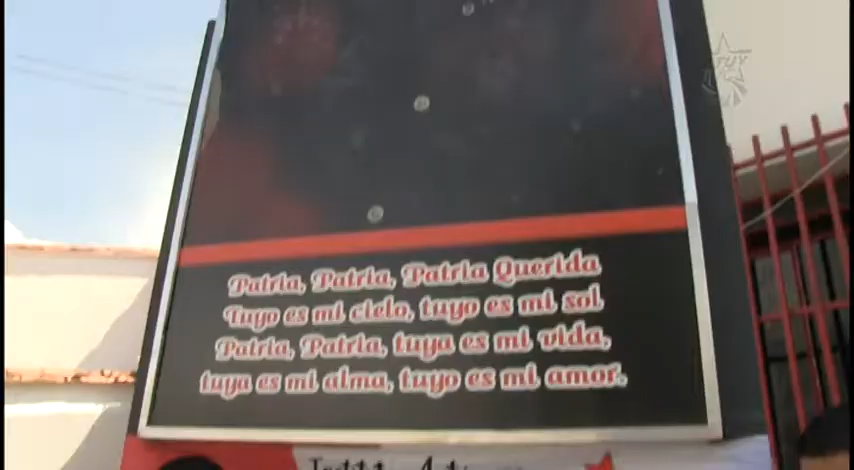 Patria, Patria, Patria Querida
Tuyo es mi cielo, tuyo es mi sol
Patria, Patria, tuya es mi vida,
tuya es mi alma, tuyo es mi amor.